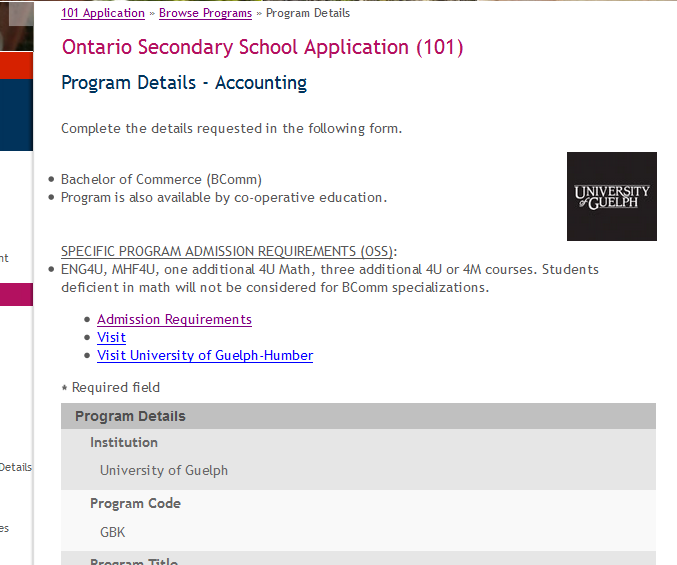 101 Application » Browse Programs » Program Details
Ontario Secondary School Application (101)
Program Details - Accounting
Complete the details requested in the following form.
Bachelor of Commerce (BComm)
Program is also available by co-operative education.
UNIVERSITY
of GUELPH
SPECIFIC PROGRAM ADMISSION REQUIREMENTS (OSS):
ENG4U, MHF4U, one additional 4U Math, three additional 4U or 4M courses. Students
deficient in math will not be considered for BComm specializations.
Admission Requirements
Visit
Visit University of Guelph-Humber
* Required field
Program Details
Institution
Details
University of Guelph
Program Code
GBK
Program Title